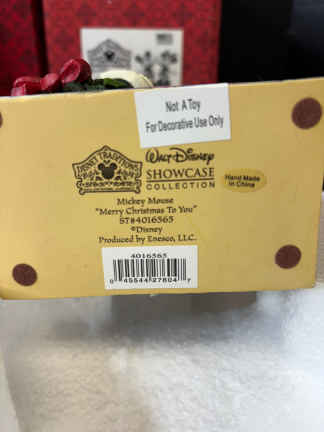 Not A Toy
For Decorative Use Only
DISNEY TRADITIONS
Walt Disney
SHOWCASE
COLLECTION
Hand Made
in China
Mickey Mouse
"Merry Christmas To You"
ST#4016565
©Disney
Produced by Enesco, LLC.
4016565
0 45544 27804 7